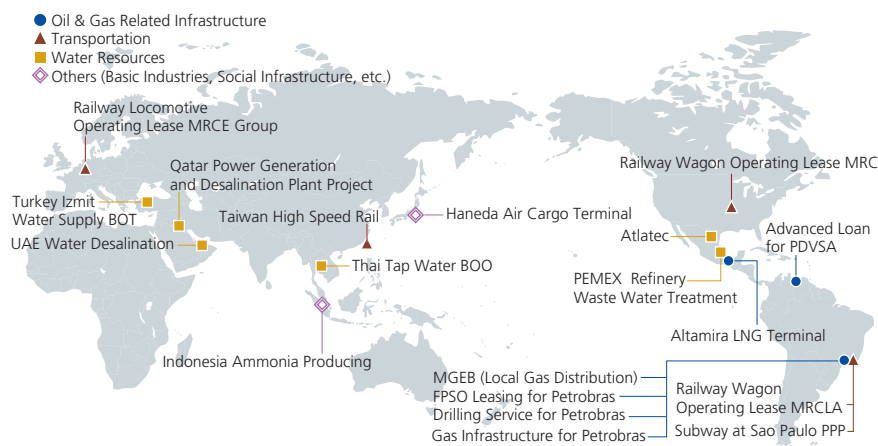 Oil & Gas Related Infrastructure
Transportation
Water Resources
Others (Basic Industries, Social Infrastructure, etc.)
Railway Locomotive
Operating Lease MRCE Group
Qatar Power Generation
and Desalination Plant Project
Turkey Izmit
Water Supply BOT
UAE Water Desalination
Taiwan High Speed Rail
Haneda Air Cargo Terminal
Thai Tap Water BOO
Indonesia Ammonia Producing
Railway Wagon Operating Lease MRC
Atlatec
Advanced Loan
for PDVSA
PEMEX Refinery
Waste Water Treatment
Altamira LNG Terminal
MGEB (Local Gas Distribution)
FPSO Leasing for Petrobras
Drilling Service for Petrobras
Gas Infrastructure for Petrobras
Railway Wagon
Operating Lease MRCLA
Subway at Sao Paulo PPP